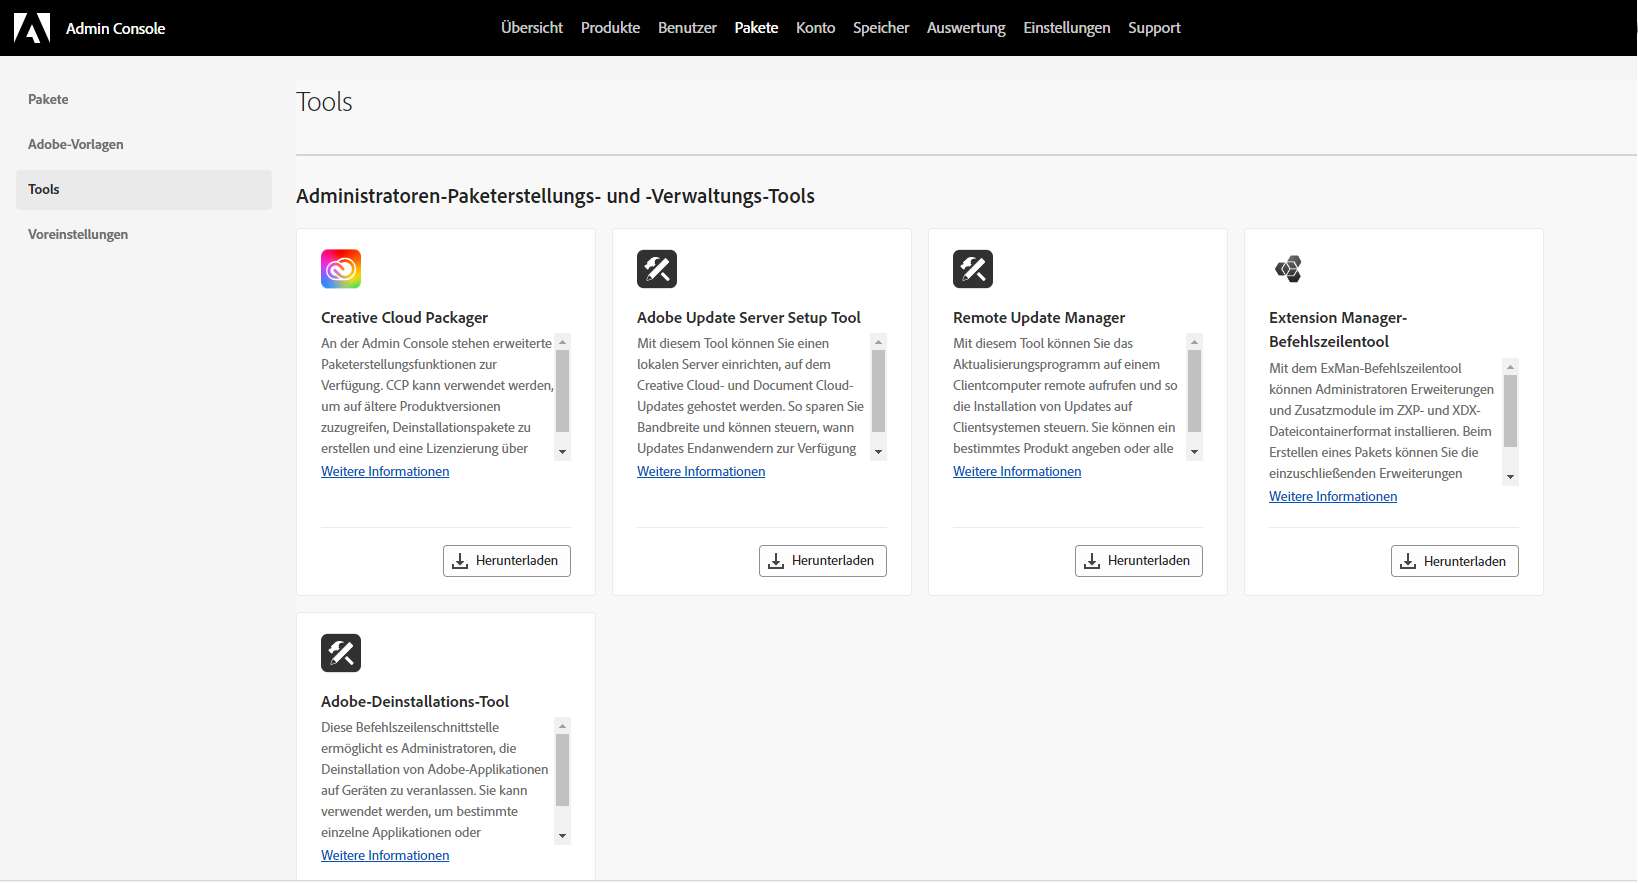 Admin Console
Übersicht Produkte Benutzer Pakete Konto Speicher Auswertung Einstellungen Support
Pakete
Adobe-Vorlagen
Tools
Voreinstellungen
Tools
Administratoren-Paketerstellungs- und -Verwaltungs-Tools
Creative Cloud Packager
An der Admin Console stehen erweiterte
Paketerstellungsfunktionen zur
Verfügung. CCP kann verwendet werden,
um auf ältere Produktversionen
zuzugreifen, Deinstallationspakete zu
erstellen und eine Lizenzierung über
Weitere Informationen
Herunterladen
Adobe Update Server Setup Tool
Mit diesem Tool können Sie einen
lokalen Server einrichten, auf dem
Creative Cloud- und Document Cloud-
Updates gehostet werden. So sparen Sie
Bandbreite und können steuern, wann
Updates Endanwendern zur Verfügung
Weitere Informationen
Herunterladen
Remote Update Manager
Mit diesem Tool können Sie das
Aktualisierungsprogramm auf einem
Clientcomputer remote aufrufen und so
die Installation von Updates auf
Clientsystemen steuern. Sie können ein
bestimmtes Produkt angeben oder alle
Weitere Informationen
Herunterladen
Extension Manager-
Befehlszeilentool
Mit dem ExMan-Befehlszeilentool
können Administratoren Erweiterungen
und Zusatzmodule im ZXP- und XDX-
Dateicontainerformat installieren. Beim
Erstellen eines Pakets können Sie die
einzuschließenden Erweiterungen
Weitere Informationen
Herunterladen
Adobe-Deinstallations-Tool
Diese Befehlszeilenschnittstelle
ermöglicht es Administratoren, die
Deinstallation von Adobe-Applikationen
auf Geräten zu veranlassen. Sie kann
verwendet werden, um bestimmte
einzelne Applikationen oder
Weitere Informationen